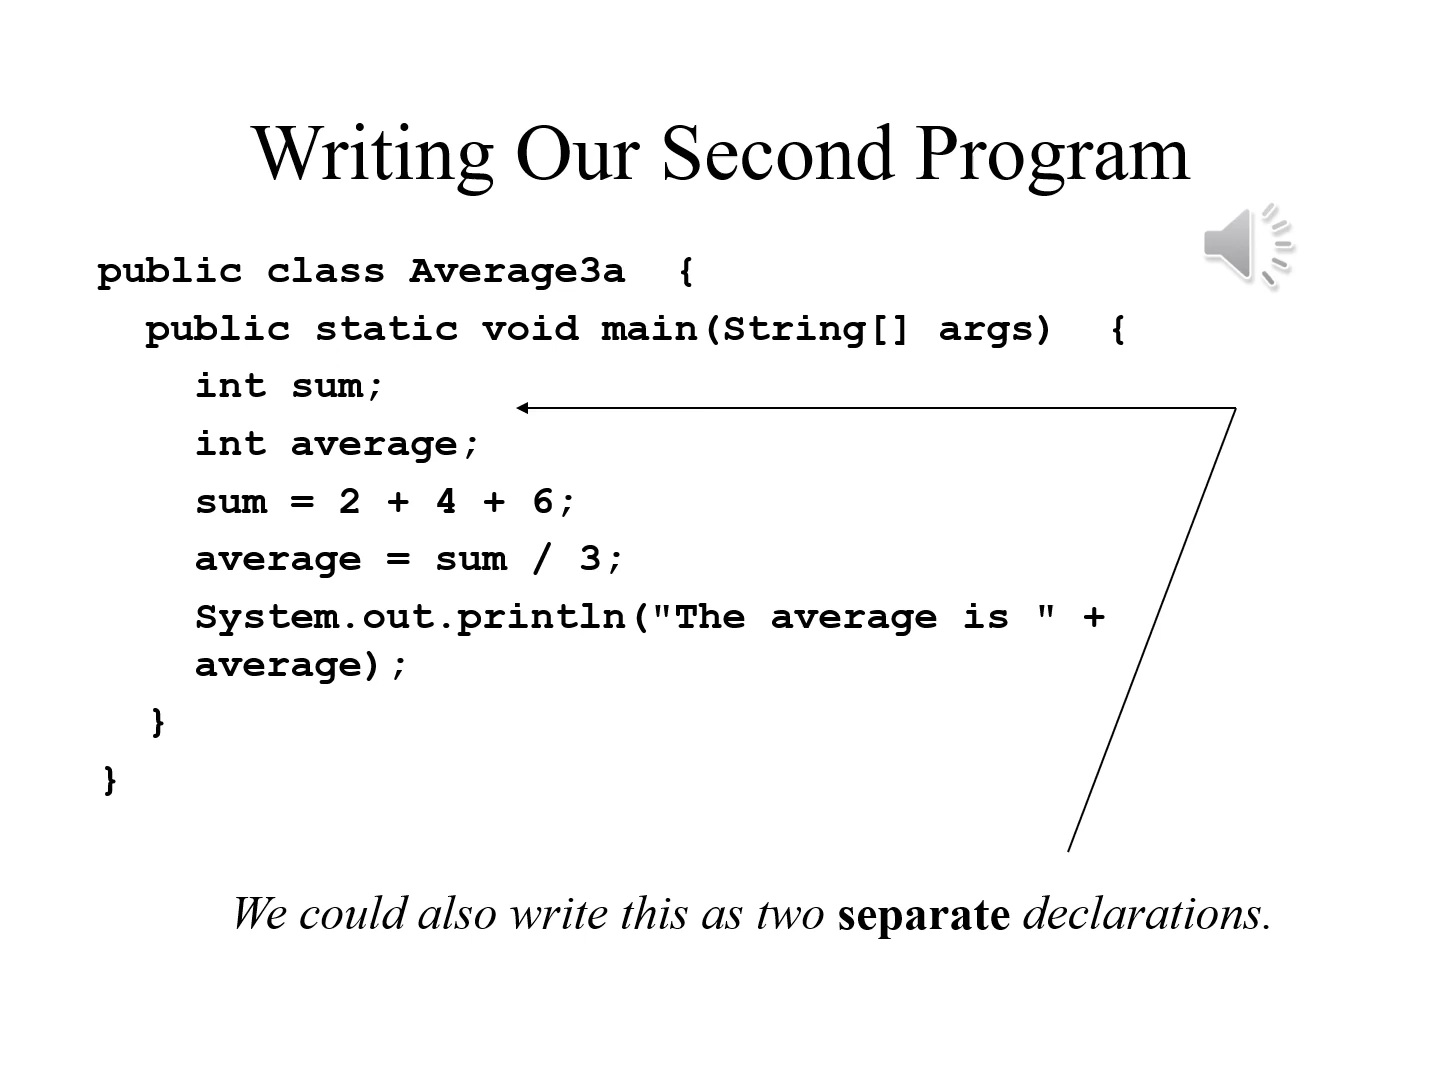 Writing Our Second Program
public class Average3a  {
public static void main(String[] args)  {
int sum;
int average;
sum = 2 + 4 + 6;
average = sum / 3;
System.out.println("The average is " +
average);
}
}
We could also write this as two separate declarations.